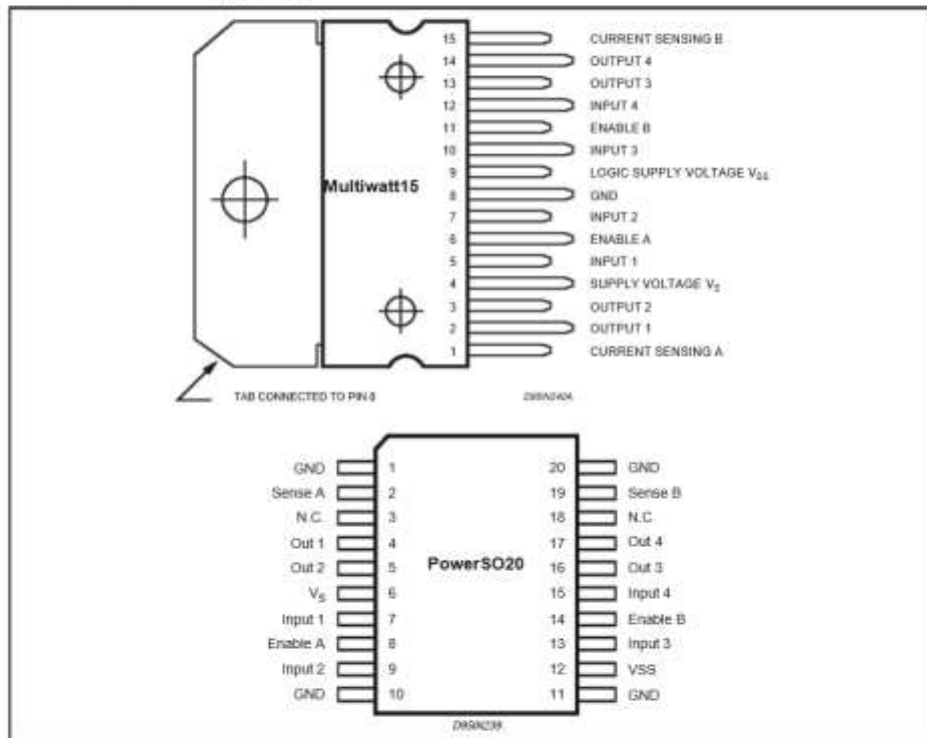 15 CURRENT SENSING B
14 OUTPUT 4
13 OUTPUT 3
12 INPUT 4
11 ENABLE B
10 INPUT 3
9 LOGIC SUPPLY VOLTAGE VSS
8 GND
Multiwatt15
7 INPUT 2
6 ENABLE A
5 INPUT 1
4 SUPPLY VOLTAGE VS
3 OUTPUT 2
2 OUTPUT 1
1 CURRENT SENSING A
TAB CONNECTED TO PIN 8
GND 1 20 GND
Sense A 2 19 Sense B
N.C. 3 18 N.C.
Out 1 4 17 Out 4
Out 2 5 16 Out 3
PowerSO20
VS 6 15 Input 4
Input 1 7 14 Enable B
Enable A 8 13 Input 3
Input 2 9 12 VSS
GND 10 11 GND